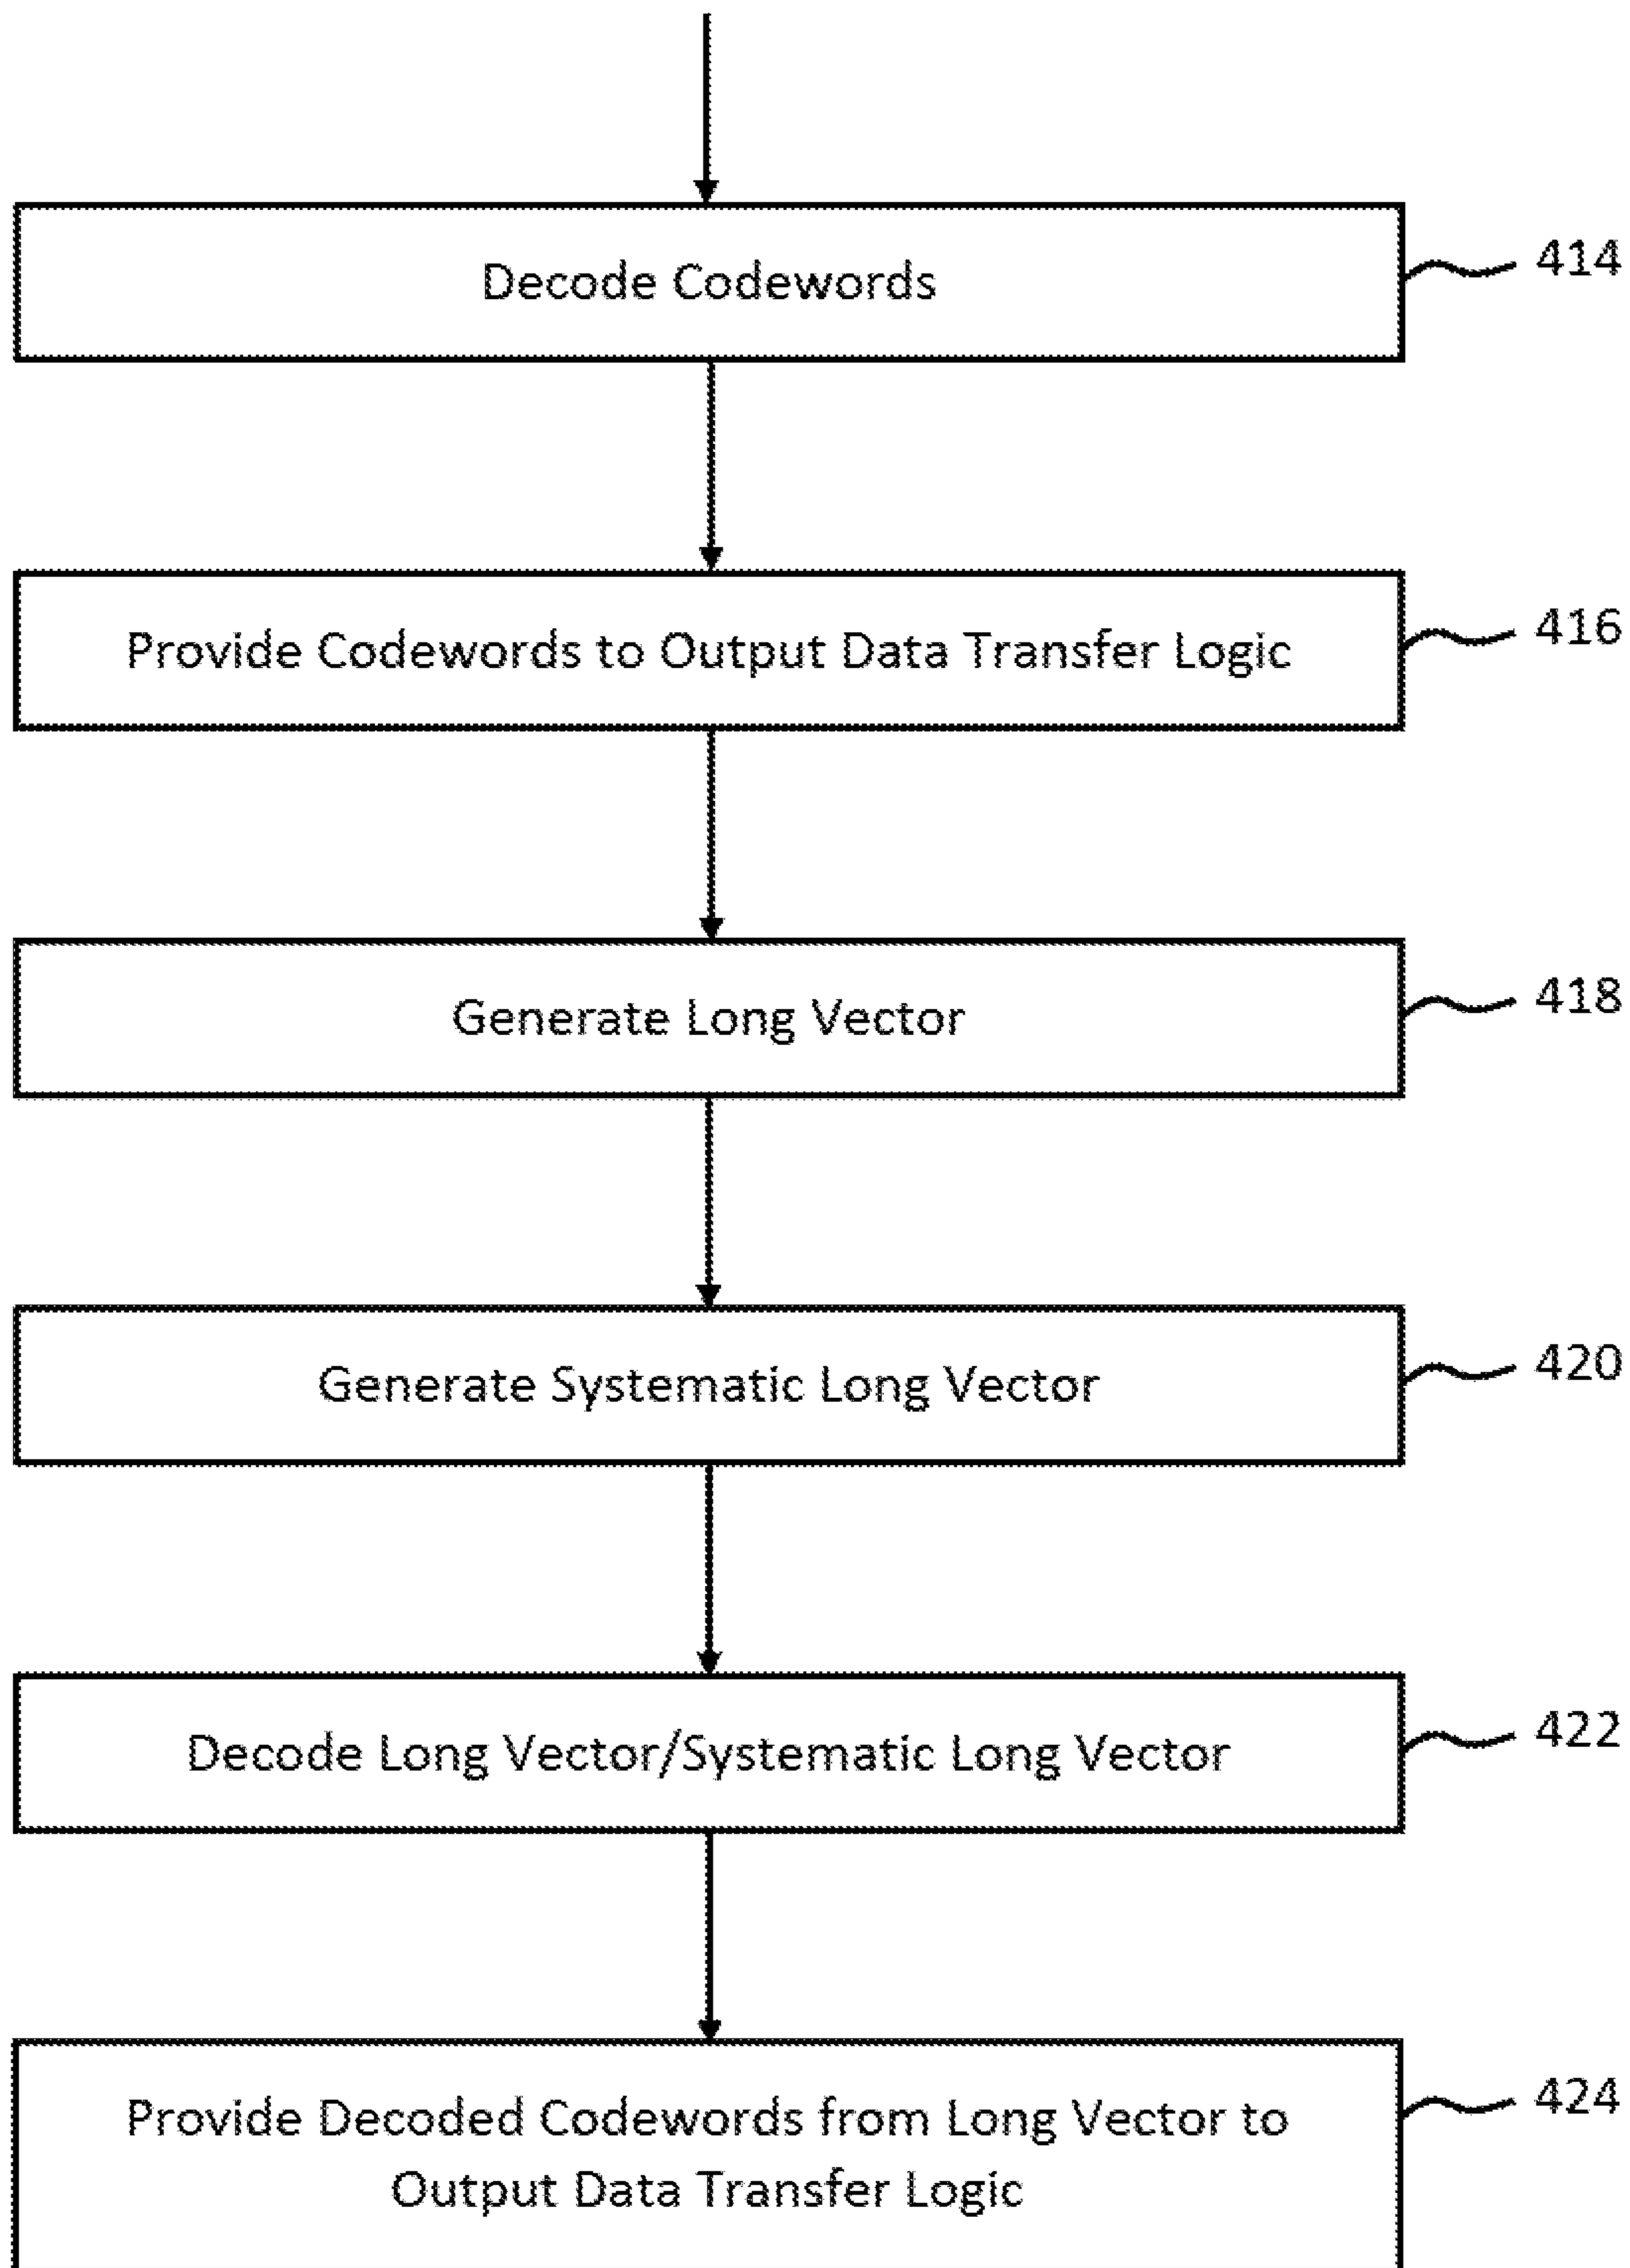 Decode Codewords
414
Provide Codewords to Output Data Transfer Logic
416
Generate Long Vector
418
Generate Systematic Long Vector
420
Decode Long Vector/Systematic Long Vector
422
Provide Decoded Codewords from Long Vector to
Output Data Transfer Logic
424